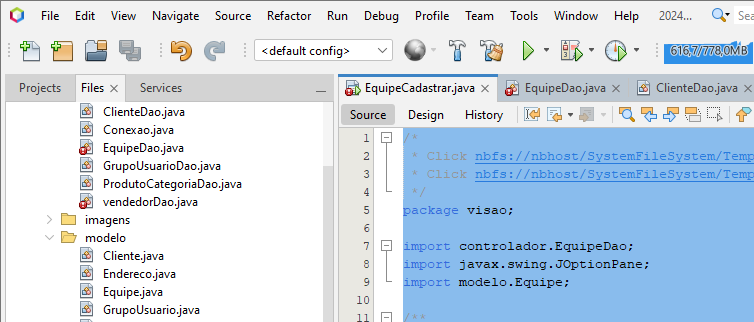 File Edit View Navigate Source Refactor Run Debug Profile Team Tools Window Help 2024...
<default config> 616,7/778,0MB
Projects Files Services
ClienteDao.java
Conexao.java
EquipeDao.java
GrupoUsuarioDao.java
ProdutoCategoriaDao.java
vendedorDao.java
imagens
modelo
Cliente.java
Endereco.java
Equipe.java
GrupoUsuario.java
EquipeCadastrar.java EquipeDao.java ClienteDao.java
Source Design History
1 /*
2 * Click nbfs://nbhost/SystemFileSystem/Temp
3 * Click nbfs://nbhost/SystemFileSystem/Temp
4 */
5 package visao;
6
7 import controlador.EquipeDao;
8 import javax.swing.JOptionPane;
9 import modelo.Equipe;
10
11 /**